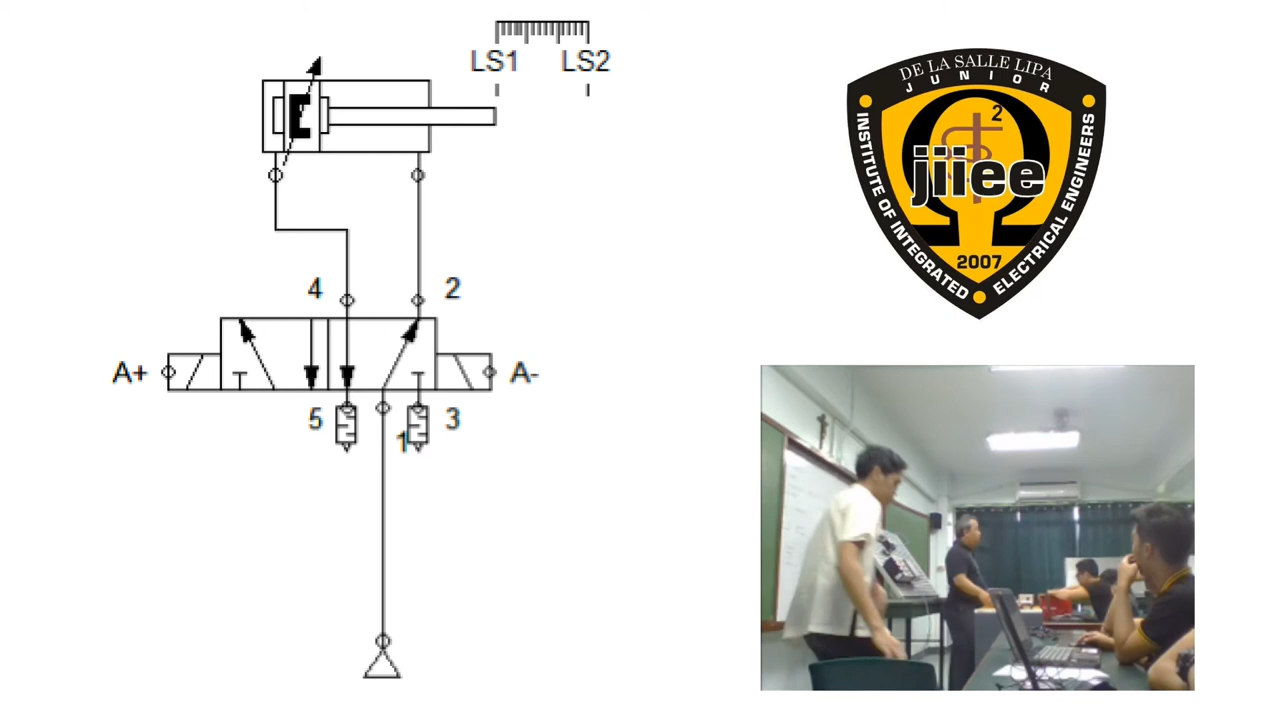 LS1 LS2
4 2
A+ A-
5 1 3
DE LA SALLE LIPA
JUNIOR
2
jiiee
INSTITUTE OF INTEGRATED
ELECTRICAL ENGINEERS
2007